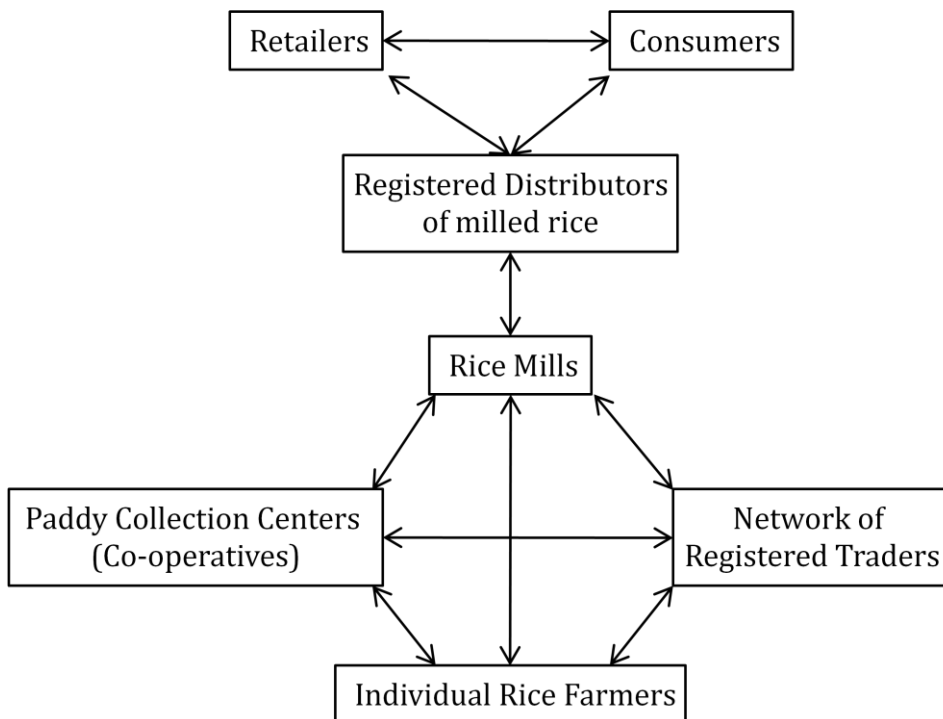 Retailers
Consumers
Registered Distributors
of milled rice
Rice Mills
Paddy Collection Centers
(Co-operatives)
Network of
Registered Traders
Individual Rice Farmers